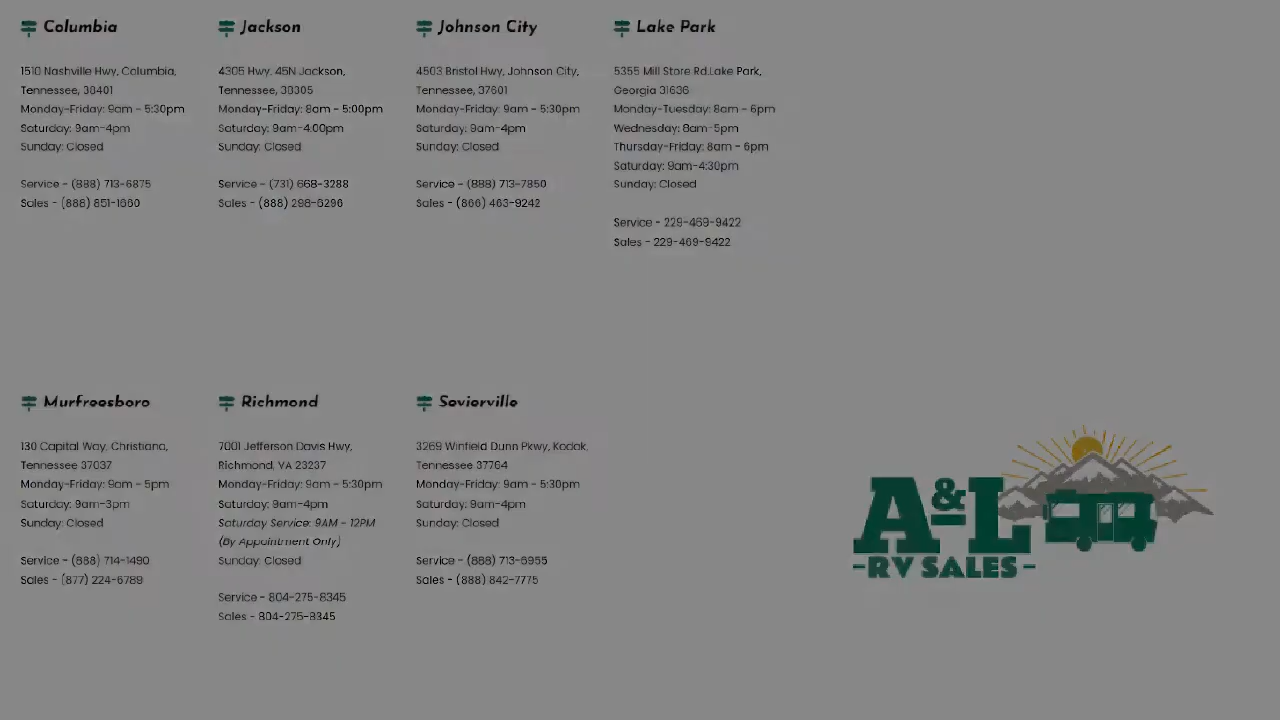 Columbia
1510 Nashville Hwy, Columbia,
Tennessee, 38401
Monday-Friday: 9am - 5:30pm
Saturday: 9am-4pm
Sunday: Closed
Service - (888) 713-6875
Sales - (888) 851-1660
Jackson
4305 Hwy. 45N Jackson,
Tennessee, 38305
Monday-Friday: 8am - 5:00pm
Saturday: 9am-4:00pm
Sunday: Closed
Service - (731) 668-3288
Sales - (888) 298-6296
Johnson City
4503 Bristol Hwy, Johnson City,
Tennessee, 37601
Monday-Friday: 9am - 5:30pm
Saturday: 9am-4pm
Sunday: Closed
Service - (888) 713-7850
Sales - (866) 463-9242
Lake Park
5355 Mill Store Rd.Lake Park,
Georgia 31636
Monday-Tuesday: 8am - 6pm
Wednesday: 8am-5pm
Thursday-Friday: 8am - 6pm
Saturday: 9am-4:30pm
Sunday: Closed
Service - 229-469-9422
Sales - 229-469-9422
Murfreesboro
130 Capital Way, Christiana,
Tennessee 37037
Monday-Friday: 9am - 5pm
Saturday: 9am-3pm
Sunday: Closed
Service - (888) 714-1490
Sales - (877) 224-6789
Richmond
7001 Jefferson Davis Hwy,
Richmond, VA 23237
Monday-Friday: 9am - 5:30pm
Saturday: 9am-4pm
Saturday Service: 9AM - 12PM
(By Appointment Only)
Sunday: Closed
Service - 804-275-8345
Sales - 804-275-8345
Sevierville
3269 Winfield Dunn Pkwy, Kodak,
Tennessee 37764
Monday-Friday: 9am - 5:30pm
Saturday: 9am-4pm
Sunday: Closed
Service - (888) 713-6955
Sales - (888) 842-7775
A&L
-RV SALES-